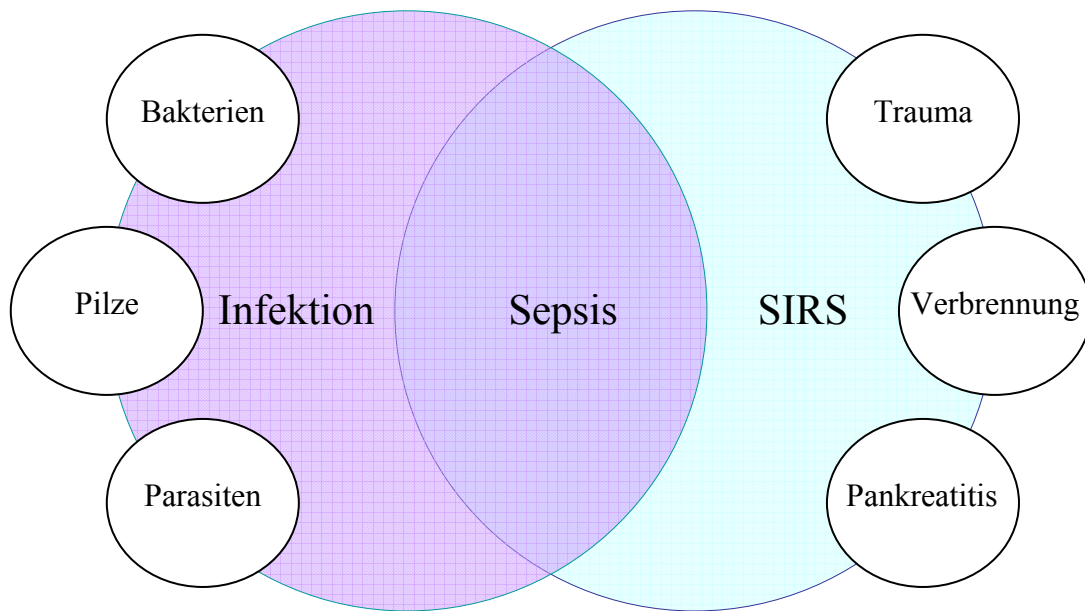 Bakterien
Trauma
Pilze
Infektion
Sepsis
SIRS
Verbrennung
Parasiten
Pankreatitis